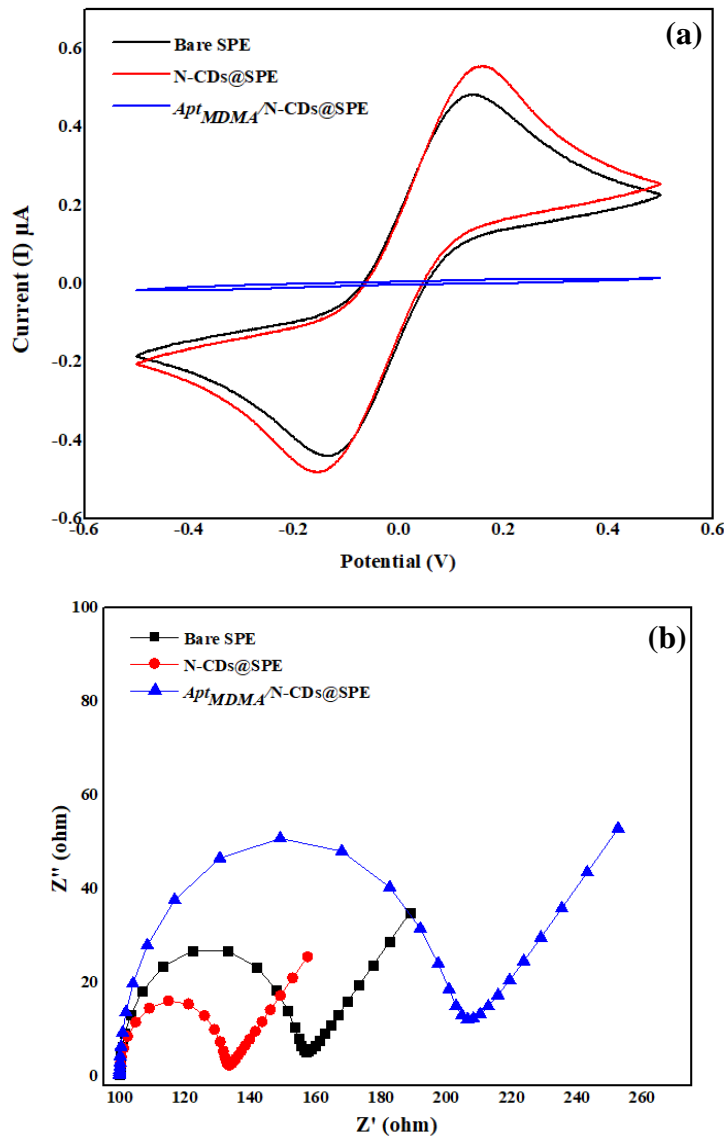 (a)
Bare SPE
N-CDs@SPE
Apt_MDMA/N-CDs@SPE
0.6
0.4
0.2
0.0
-0.2
-0.4
-0.6
Current (I) µA
-0.6 -0.4 -0.2 0.0 0.2 0.4 0.6
Potential (V)
(b)
Bare SPE
N-CDs@SPE
Apt_MDMA/N-CDs@SPE
100
80
60
40
20
0
Z'' (ohm)
100 120 140 160 180 200 220 240 260
Z' (ohm)